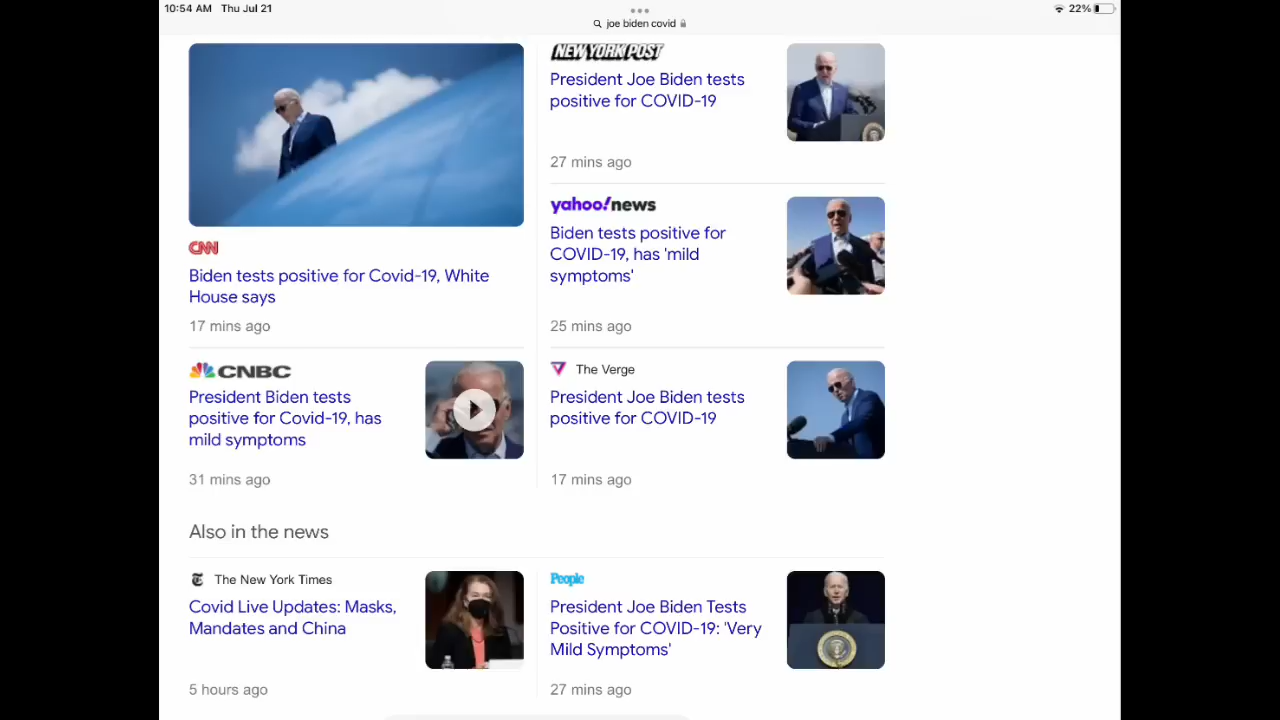 10:54 AM Thu Jul 21
22%
joe biden covid
CNN
Biden tests positive for Covid-19, White
House says
17 mins ago
CNBC
President Biden tests
positive for Covid-19, has
mild symptoms
31 mins ago
NEW YORK POST
President Joe Biden tests
positive for COVID-19
27 mins ago
yahoo!news
Biden tests positive for
COVID-19, has 'mild
symptoms'
25 mins ago
The Verge
President Joe Biden tests
positive for COVID-19
17 mins ago
Also in the news
The New York Times
Covid Live Updates: Masks,
Mandates and China
5 hours ago
People
President Joe Biden Tests
Positive for COVID-19: 'Very
Mild Symptoms'
27 mins ago